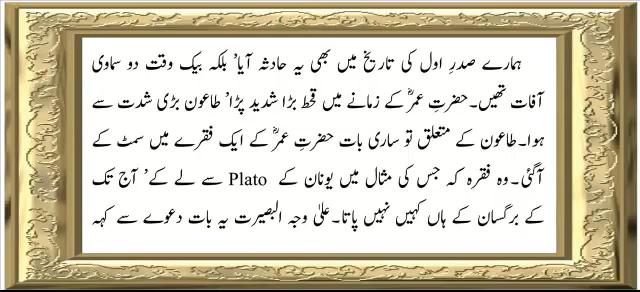 ہمارے صدرِ اول کی تاریخ میں بھی یہ حادثہ آیا‘ بلکہ بیک وقت دو سماوی
آفات تھیں۔حضرتِ عمرؓ کے زمانے میں قحط بڑا شدید پڑا‘ طاعون بڑی شدت سے
ہوا۔طاعون کے متعلق تو ساری بات حضرتِ عمرؓ کے ایک فقرے میں سمٹ کے
آگئی۔وہ فقرہ کہ جس کی مثال میں یونان کے Plato سے لے کے‘ آج تک
کے برگسان کے ہاں کہیں نہیں پاتا۔علیٰ وجہ البصیرت یہ بات دعوے سے کہہ